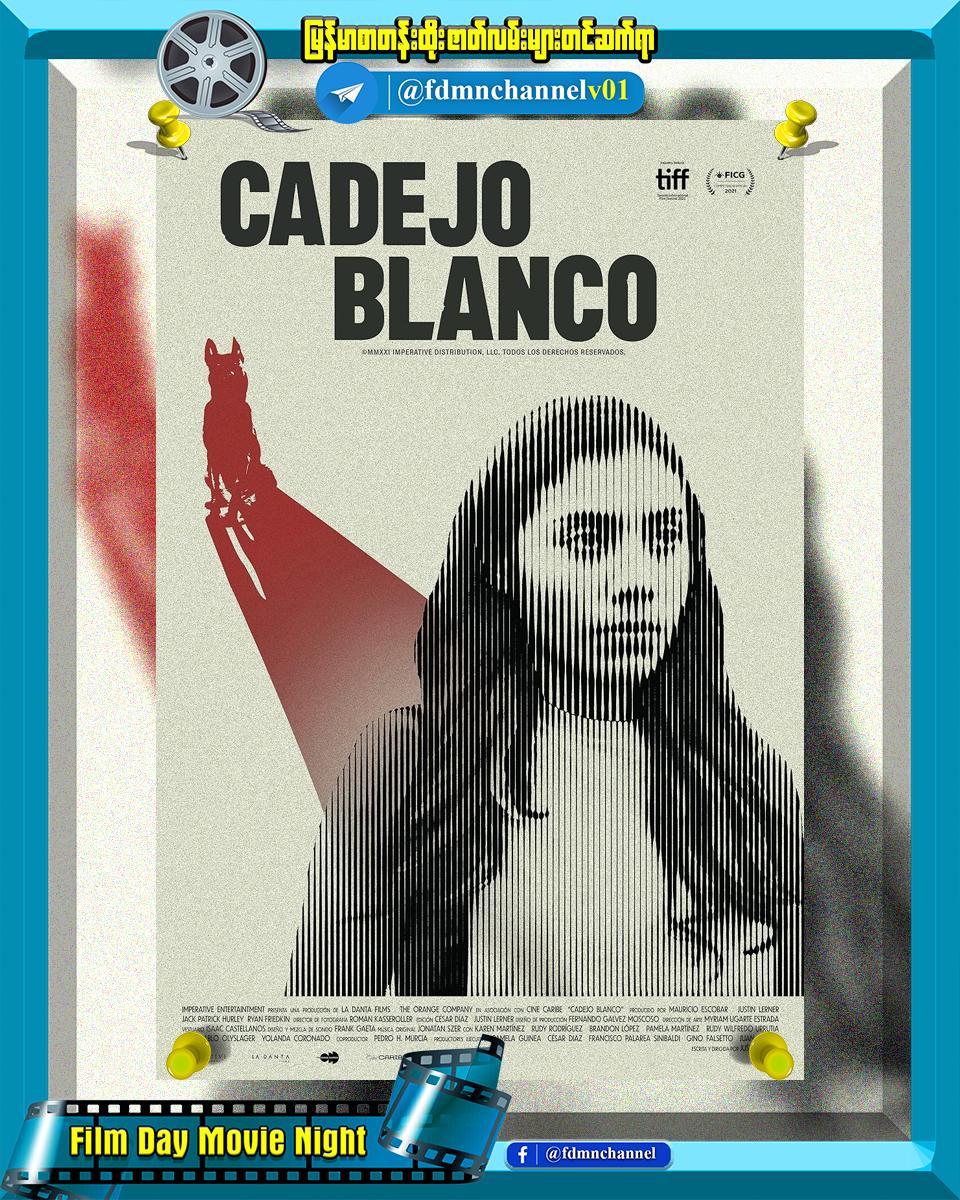 မြန်မာစာတန်းထိုးဇာတ်လမ်းများတင်ဆက်ရာ
@fdmnchannelv01
CADEJO
BLANCO
tiff
FICG
2021
©MMXXI IMPERATIVE DISTRIBUTION, LLC. TODOS LOS DERECHOS RESERVADOS.
IMPERATIVE ENTERTAINTMENT PRESENTA UNA PRODUCCIÓN DE LA DANTA FILMS THE ORANGE COMPANY EN ASOCIACIÓN CON CINE CARIBE "CADEJO BLANCO" PRODUCIDO POR MAURICIO ESCOBAR JUSTIN LERNER
JACK PATRICK HURLEY RYAN FRIEDKIN DIRECTOR DE FOTOGRAFÍA ROMAN KASSEROLLER EDICIÓN CESAR DÍAZ JUSTIN LERNER DISEÑO DE PRODUCCIÓN FERNANDO GALVEZ MOSCOSO DIRECCIÓN DE ARTE MYRIAM UGARTE ESTRADA
VESTUARIO ISAAC CASTELLANOS DISEÑO Y MEZCLA DE SONIDO FRANK GAETA MÚSICA ORIGINAL JONATAN SZER CON KAREN MARTÍNEZ RUDY RODRÍGUEZ BRANDON LÓPEZ PAMELA MARTÍNEZ RUDY WILFREDO URRUTIA
OLYSLAGER YOLANDA CORONADO COPRODUCTOR PEDRO H. MURCIA PRODUCTORES PAMELA GUINEA CESAR DIAZ FRANCISCO PALAREA SINIBALDI GINO FALSETTO
ESCRITA Y DIRIGIDA POR
LA DANTA
Film Day Movie Night
@fdmnchannel